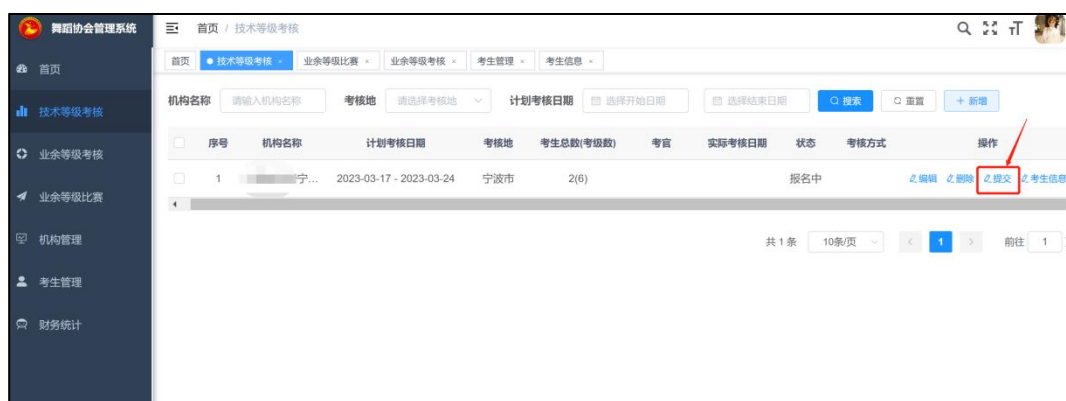 舞蹈协会管理系统
首页 / 技术等级考核
首页
技术等级考核 ×
业余等级比赛 ×
业余等级考核 ×
考生管理 ×
考生信息 ×
首页
技术等级考核
业余等级考核
业余等级比赛
机构管理
考生管理
财务统计
机构名称 请输入机构名称 考核地 请选择考核地 计划考核日期 选择开始日期 选择结束日期 搜索 重置 + 新增
序号 机构名称 计划考核日期 考核地 考生总数(考级数) 考官 实际考核日期 状态 考核方式 操作
1 宁... 2023-03-17 - 2023-03-24 宁波市 2(6) 报名中 编辑 删除 提交 考生信息
共 1 条 10条/页 < 1 > 前往 1